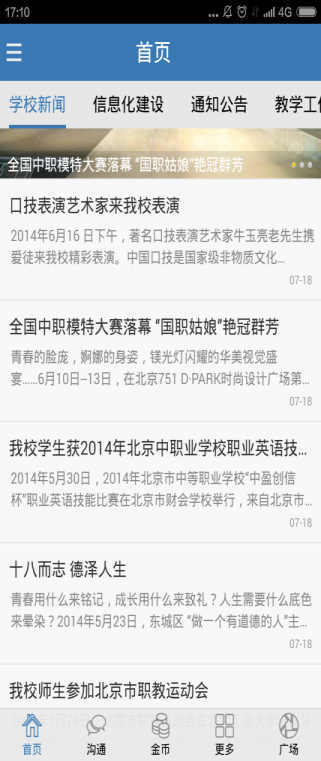 17:10
... 4G
首页
学校新闻 信息化建设 通知公告 教学工
全国中职模特大赛落幕 “国职姑娘”艳冠群芳
口技表演艺术家来我校表演
2014年6月16 日下午，著名口技表演艺术家牛玉亮老先生携
爱徒来我校精彩表演。中国口技是国家级非物质文化...
07-18
全国中职模特大赛落幕 “国职姑娘”艳冠群芳
青春的脸庞，婀娜的身姿，镁光灯闪耀的华美视觉盛
宴......6月10日--13日，在北京751 D·PARK时尚设计广场第...
07-18
我校学生获2014年北京中职业学校职业英语技...
2014年5月30日，2014年北京市中等职业学校“中盈创信
杯”职业英语技能比赛在北京市财会学校举行，来自北京市...
07-18
十八而志 德泽人生
青春用什么来铭记，成长用什么来致礼？人生需要什么底色
来晕染？2014年5月23日，东城区 “做一个有道德的人”主...
07-18
我校师生参加北京市职教运动会
首页 沟通 金币 更多 广场